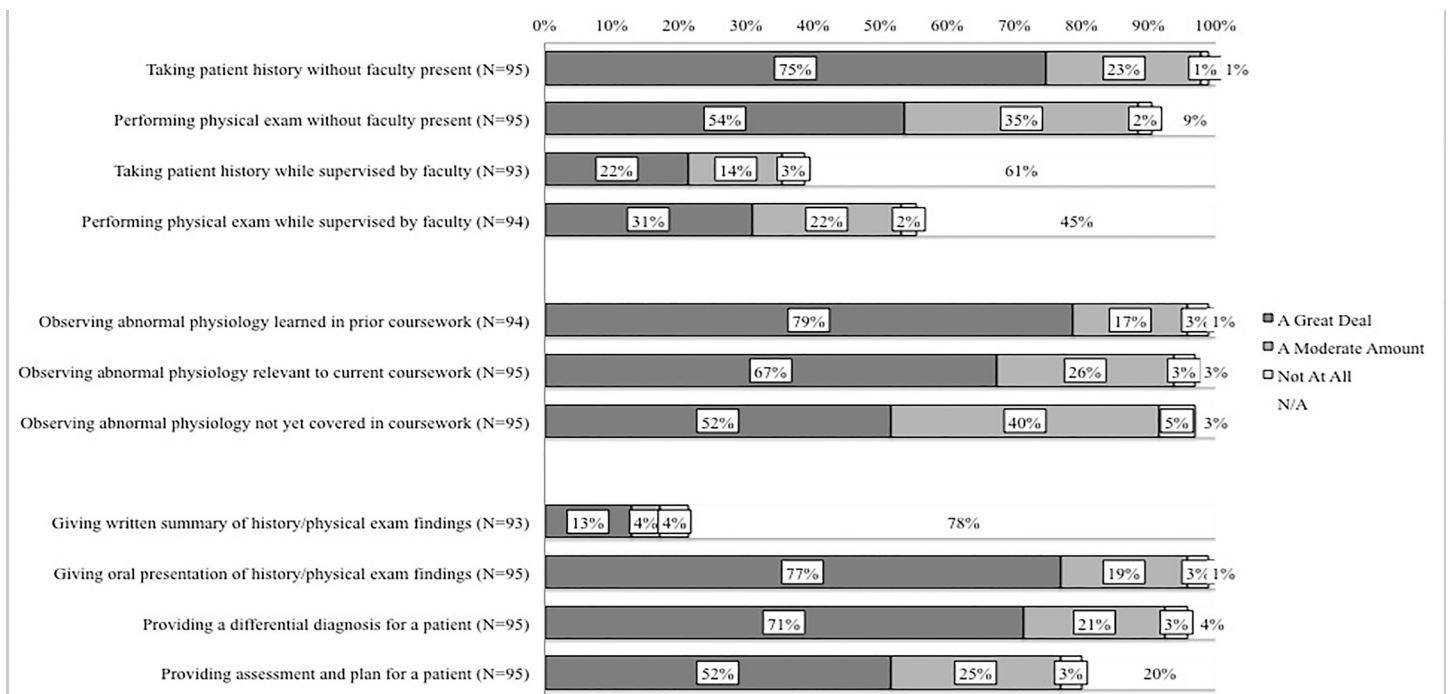 0% 10% 20% 30% 40% 50% 60% 70% 80% 90% 100%
Taking patient history without faculty present (N=95) 75% 23% 1% 1%
Performing physical exam without faculty present (N=95) 54% 35% 2% 9%
Taking patient history while supervised by faculty (N=93) 22% 14% 3% 61%
Performing physical exam while supervised by faculty (N=94) 31% 22% 2% 45%
Observing abnormal physiology learned in prior coursework (N=94) 79% 17% 3% 1%
Observing abnormal physiology relevant to current coursework (N=95) 67% 26% 3% 3%
Observing abnormal physiology not yet covered in coursework (N=95) 52% 40% 5% 3%
Giving written summary of history/physical exam findings (N=93) 13% 4% 4% 78%
Giving oral presentation of history/physical exam findings (N=95) 77% 19% 3% 1%
Providing a differential diagnosis for a patient (N=95) 71% 21% 3% 4%
Providing assessment and plan for a patient (N=95) 52% 25% 3% 20%
A Great Deal
A Moderate Amount
Not At All
N/A